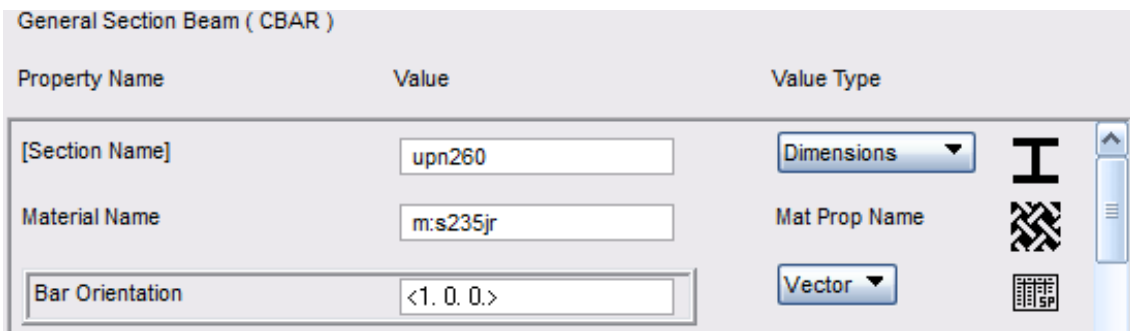 General Section Beam ( CBAR )
Property Name Value Value Type
[Section Name] upn260 Dimensions
Material Name m:s235jr Mat Prop Name
Bar Orientation <1. 0. 0.> Vector
SP